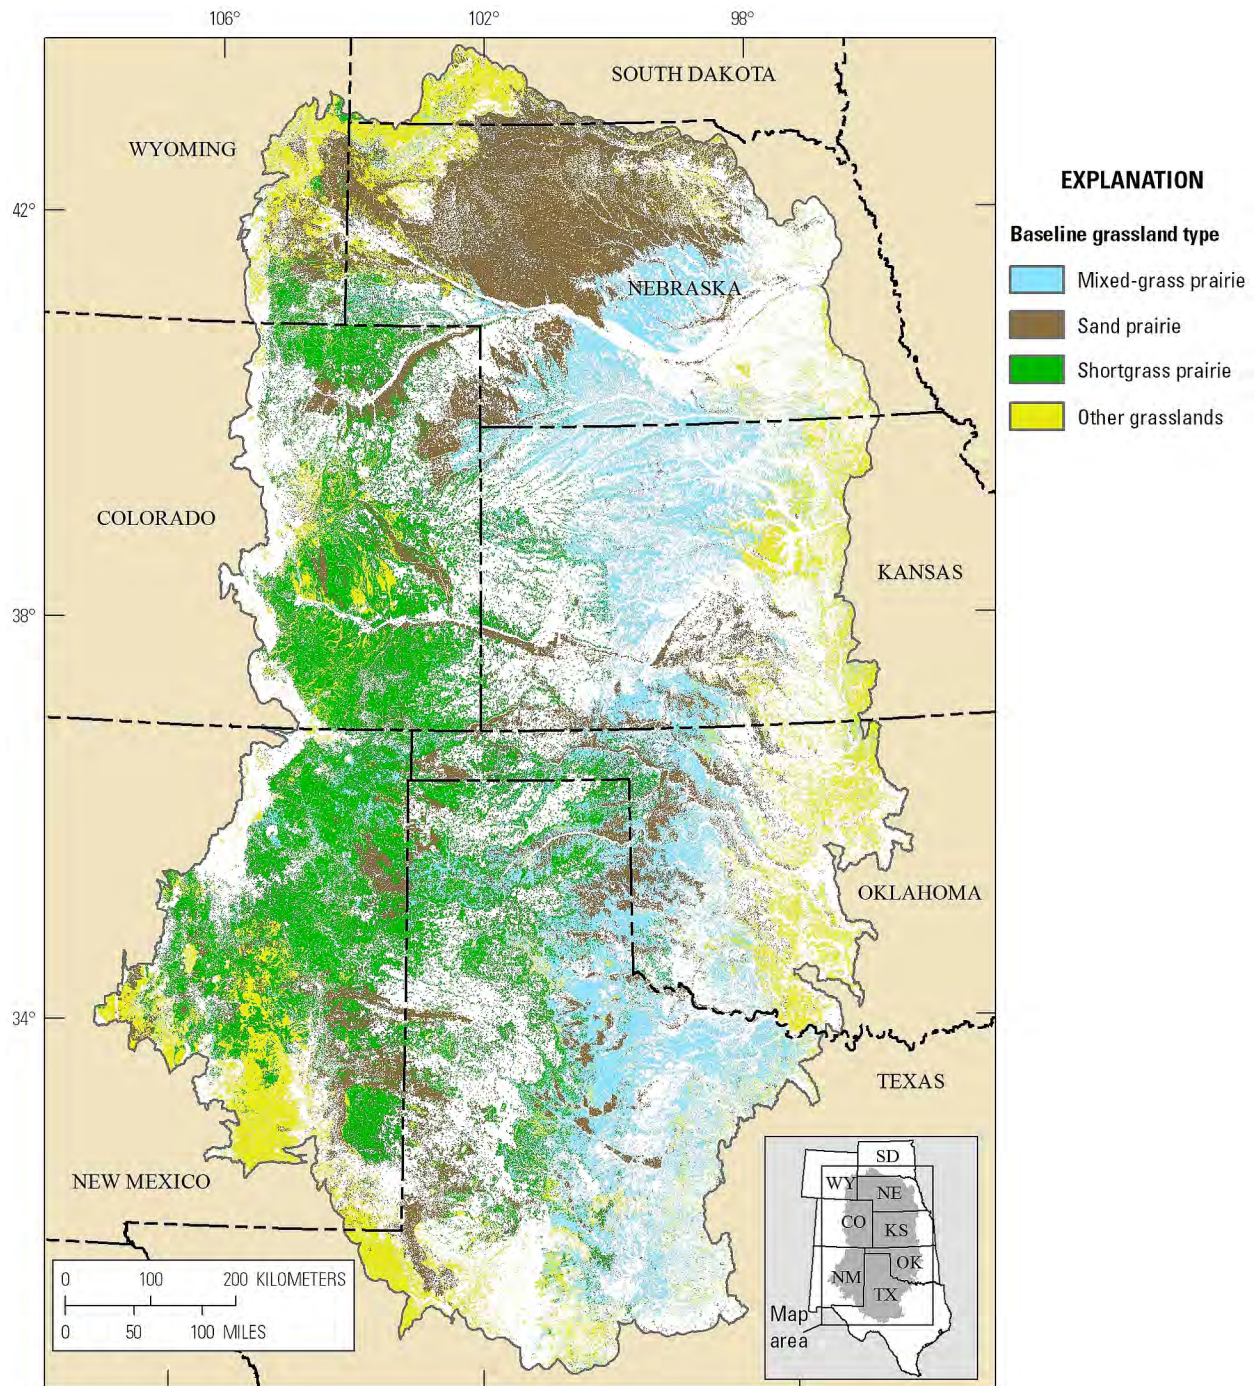 106°
102°
98°
SOUTH DAKOTA
WYOMING
EXPLANATION
42°
Baseline grassland type
Mixed-grass prairie
NEBRASKA
Sand prairie
Shortgrass prairie
Other grasslands
COLORADO
KANSAS
38°
OKLAHOMA
34°
TEXAS
NEW MEXICO
0 100 200 KILOMETERS
0 50 100 MILES
SD
WY
NE
CO
KS
NM
OK
TX
Map
area